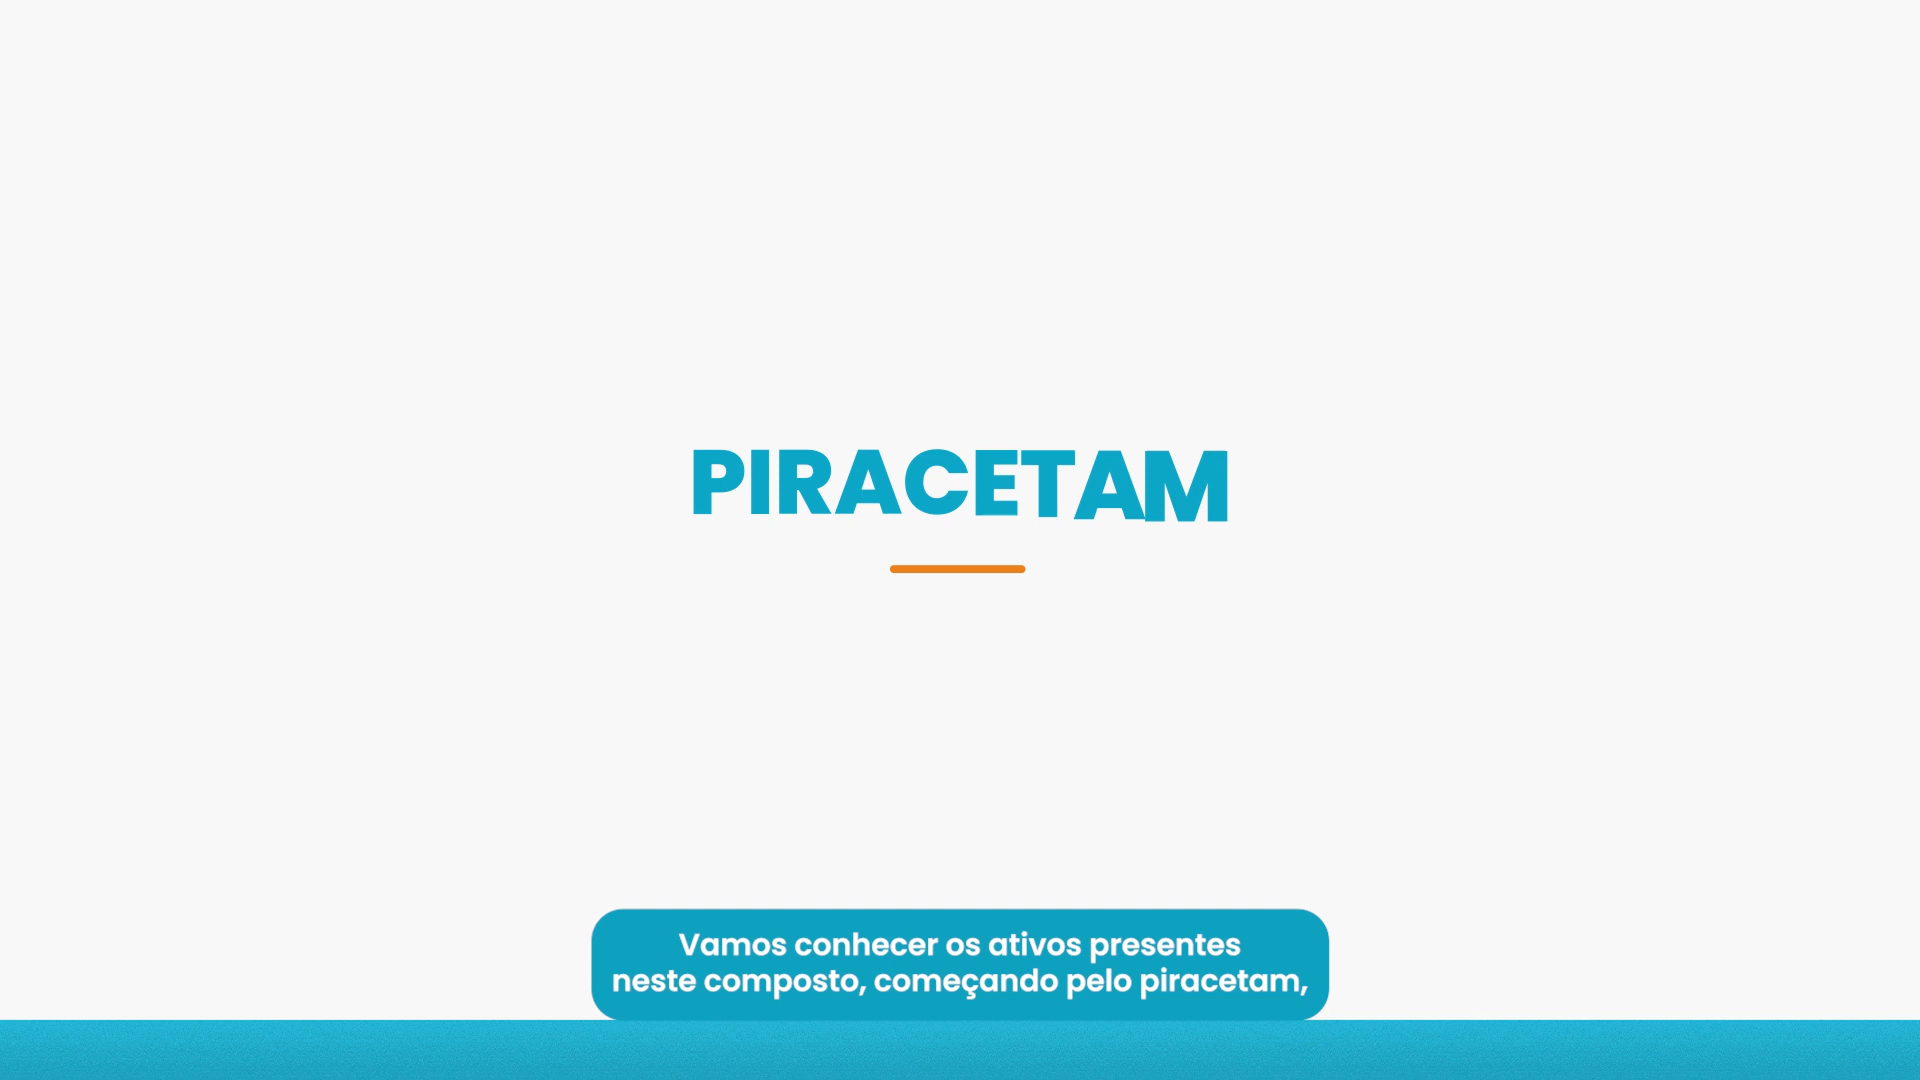 PIRACETAM
Vamos conhecer os ativos presentes
neste composto, começando pelo piracetam,